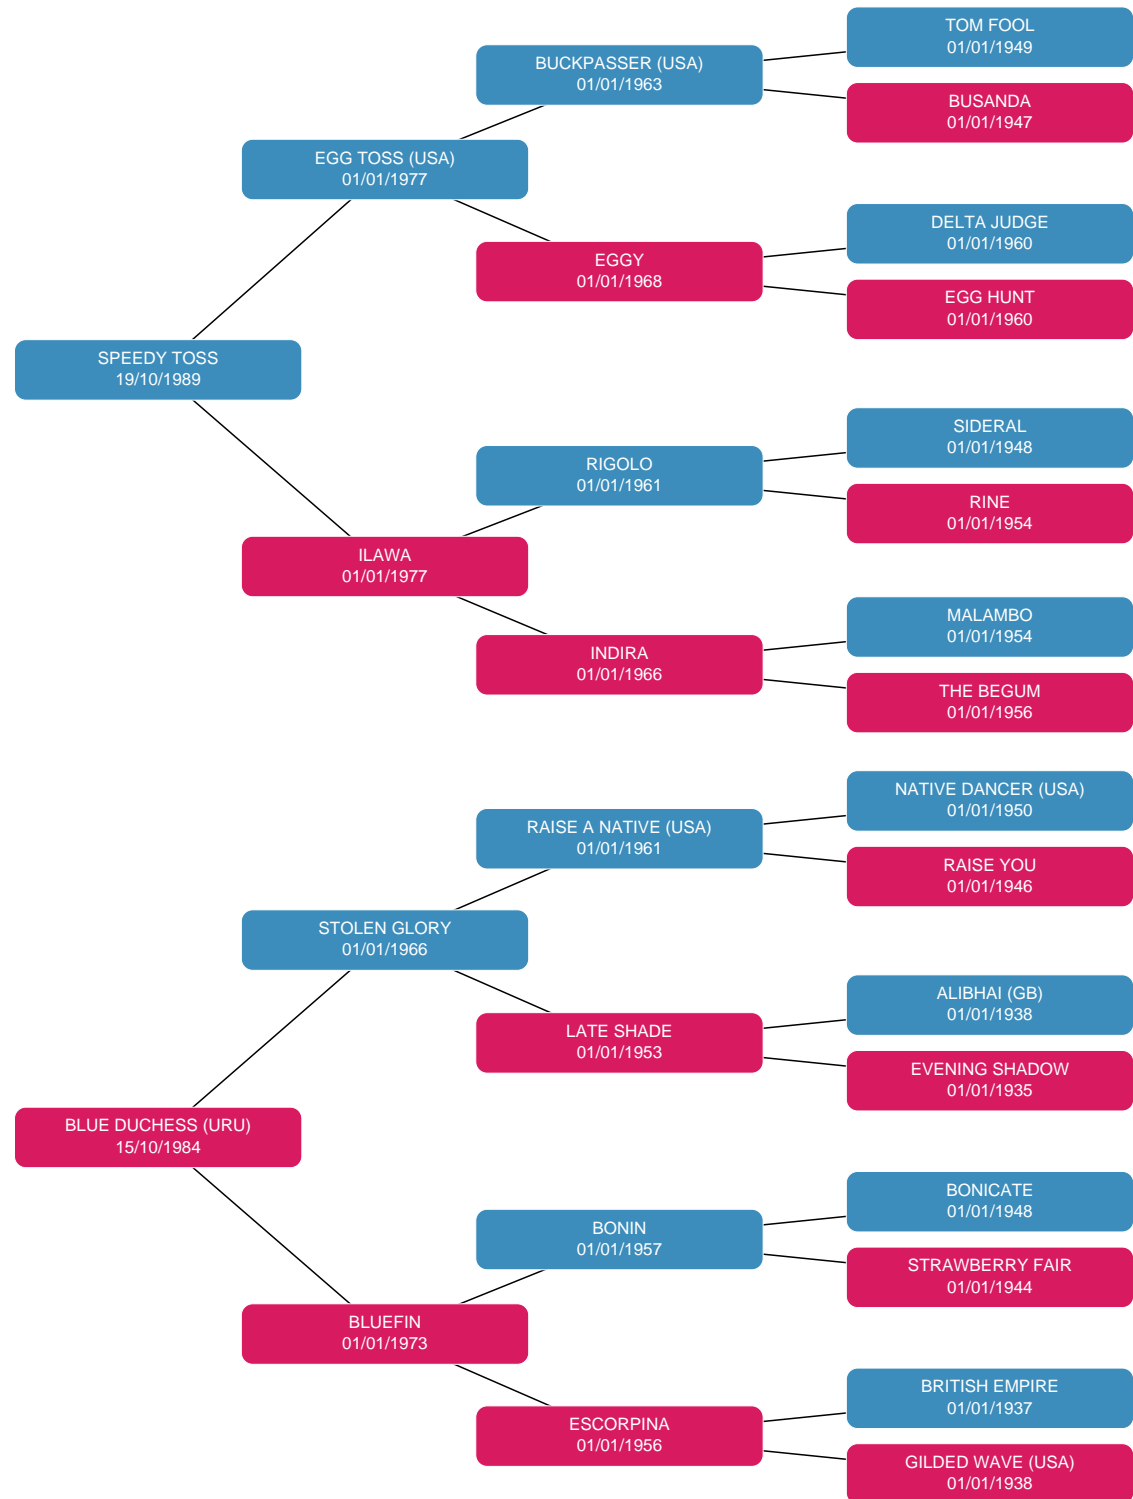 TOM FOOL
01/01/1949
BUCKPASSER (USA)
01/01/1963
BUSANDA
01/01/1947
EGG TOSS (USA)
01/01/1977
DELTA JUDGE
01/01/1960
EGGY
01/01/1968
EGG HUNT
01/01/1960
SPEEDY TOSS
19/10/1989
SIDERAL
01/01/1948
RIGOLO
01/01/1961
RINE
01/01/1954
ILAWA
01/01/1977
MALAMBO
01/01/1954
INDIRA
01/01/1966
THE BEGUM
01/01/1956
NATIVE DANCER (USA)
01/01/1950
RAISE A NATIVE (USA)
01/01/1961
RAISE YOU
01/01/1946
STOLEN GLORY
01/01/1966
ALIBHAI (GB)
01/01/1938
LATE SHADE
01/01/1953
EVENING SHADOW
01/01/1935
BLUE DUCHESS (URU)
15/10/1984
BONICATE
01/01/1948
BONIN
01/01/1957
STRAWBERRY FAIR
01/01/1944
BLUEFIN
01/01/1973
BRITISH EMPIRE
01/01/1937
ESCORPINA
01/01/1956
GILDED WAVE (USA)
01/01/1938